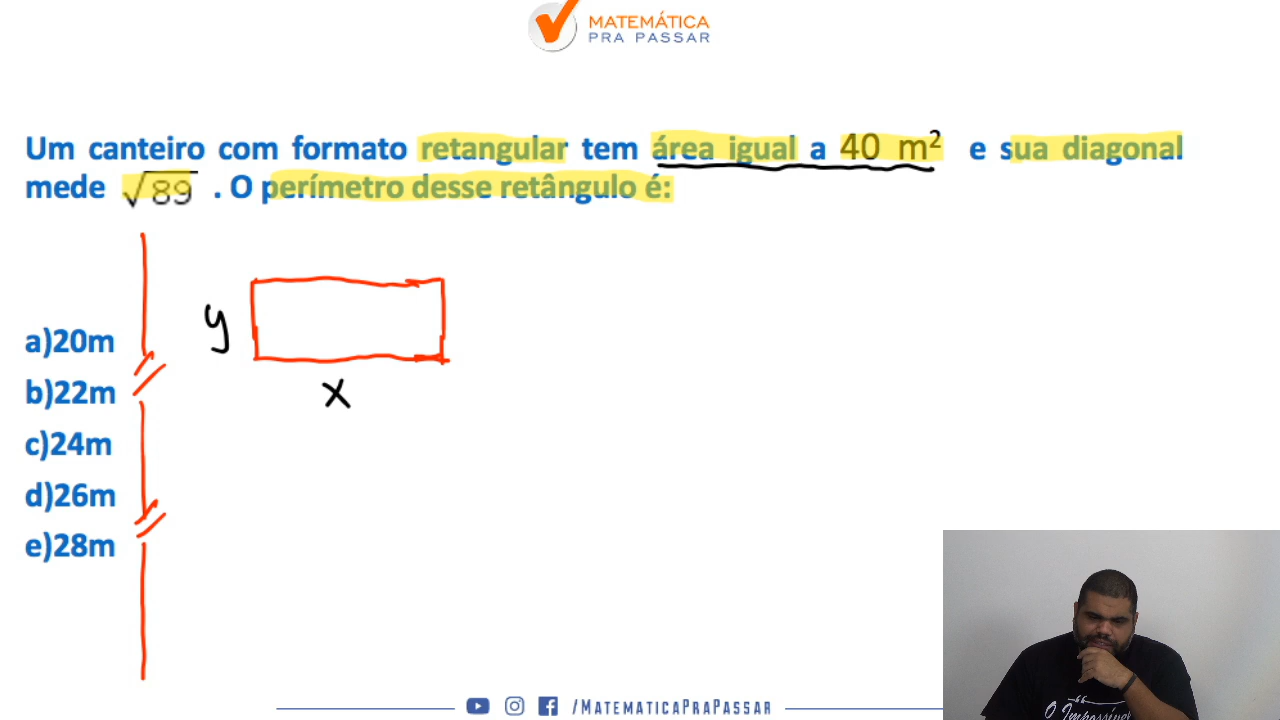 MATEMÁTICA
PRA PASSAR
Um canteiro com formato retangular tem área igual a 40 m² e sua diagonal
mede √89 . O perímetro desse retângulo é:
y
x
a)20m
b)22m
c)24m
d)26m
e)28m
O Impossível
/MatematicaPraPassar